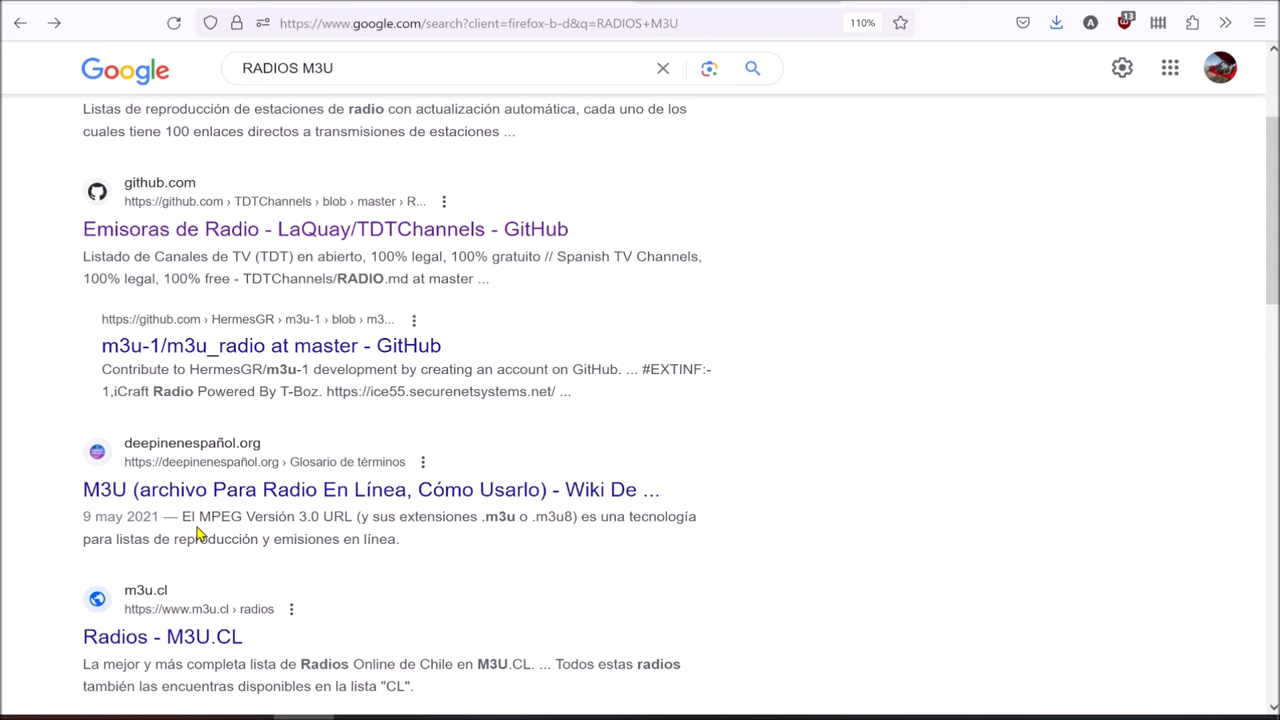 https://www.google.com/search?client=firefox-b-d&q=RADIOS+M3U
110%
13
Google
RADIOS M3U
Listas de reproducción de estaciones de radio con actualización automática, cada uno de los
cuales tiene 100 enlaces directos a transmisiones de estaciones ...
github.com
https://github.com › TDTChannels › blob › master › R...
Emisoras de Radio - LaQuay/TDTChannels - GitHub
Listado de Canales de TV (TDT) en abierto, 100% legal, 100% gratuito // Spanish TV Channels,
100% legal, 100% free - TDTChannels/RADIO.md at master ...
https://github.com › HermesGR › m3u-1 › blob › m3...
m3u-1/m3u_radio at master - GitHub
Contribute to HermesGR/m3u-1 development by creating an account on GitHub. ... #EXTINF:-
1,iCraft Radio Powered By T-Boz. https://ice55.securenetsystems.net/ ...
deepinenespañol.org
https://deepinenespañol.org › Glosario de términos
M3U (archivo Para Radio En Línea, Cómo Usarlo) - Wiki De ...
9 may 2021 — El MPEG Versión 3.0 URL (y sus extensiones .m3u o .m3u8) es una tecnología
para listas de reproducción y emisiones en línea.
m3u.cl
https://www.m3u.cl › radios
Radios - M3U.CL
La mejor y más completa lista de Radios Online de Chile en M3U.CL. ... Todos estas radios
también las encuentras disponibles en la lista "CL".